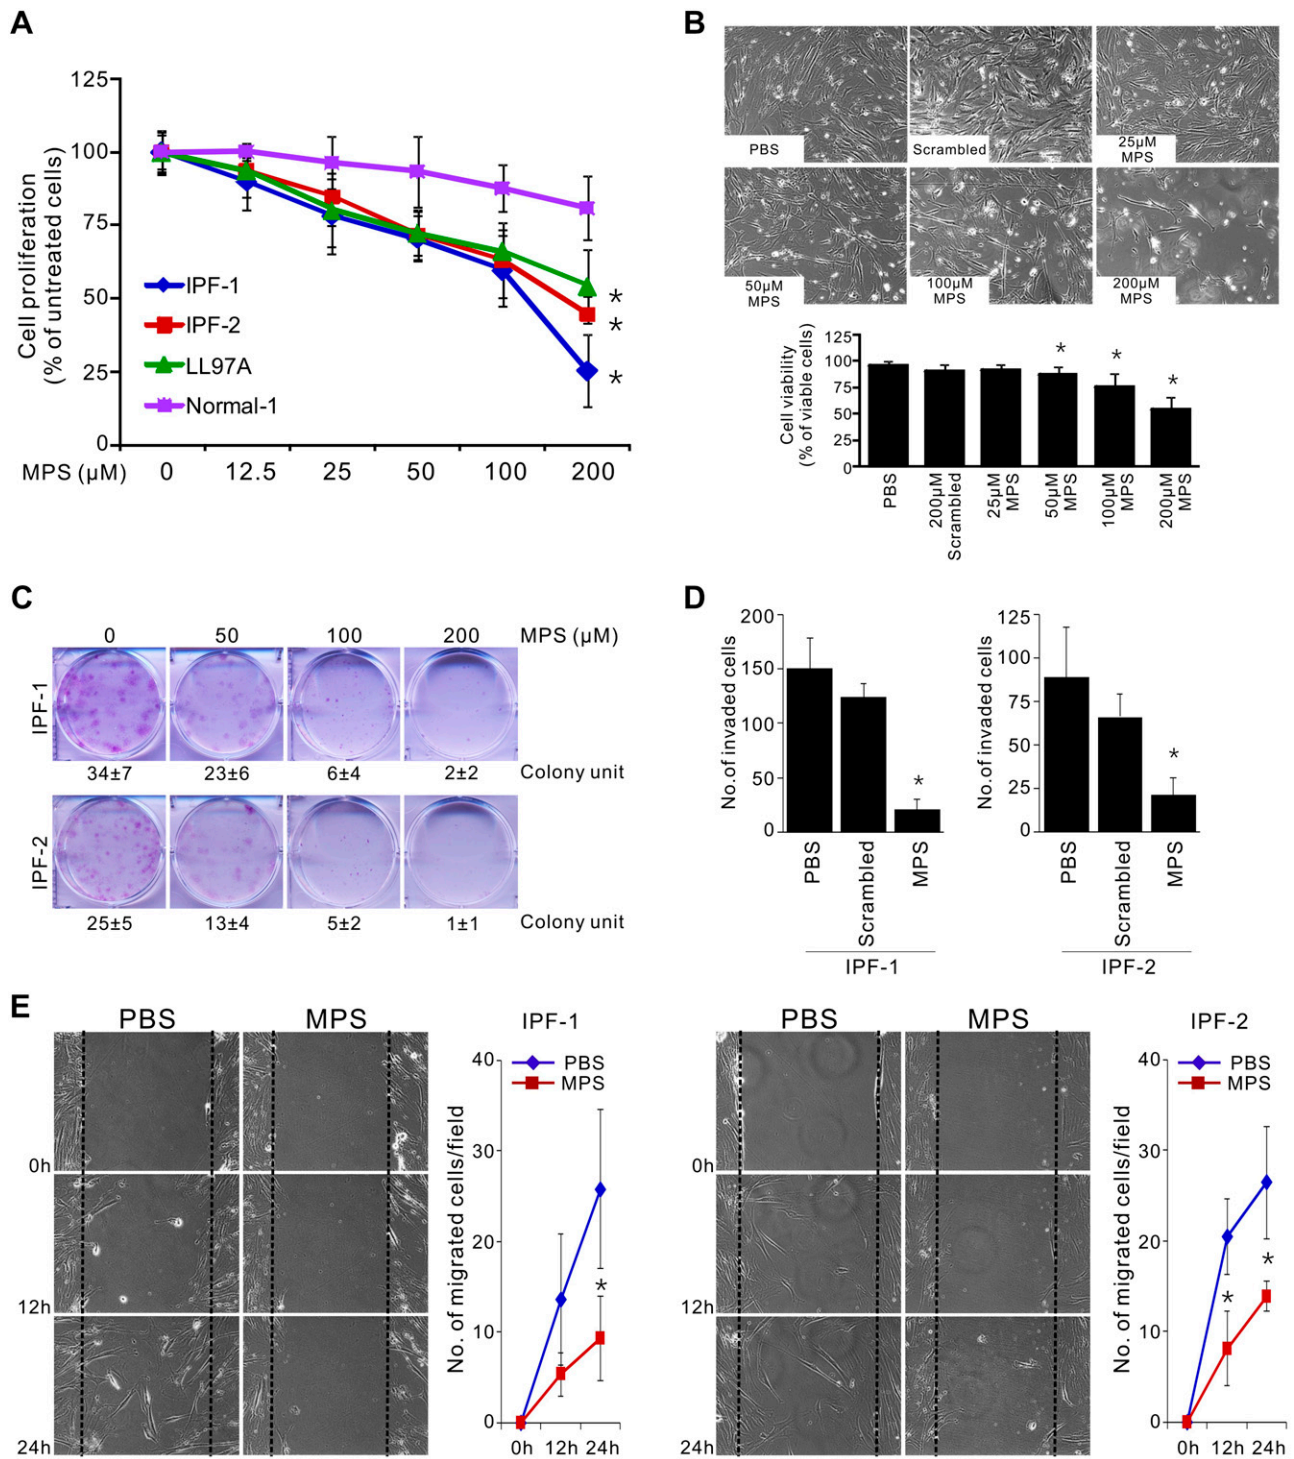 A
Cell proliferation
(% of untreated cells)
125
100
75
50
25
0
IPF-1
IPF-2
LL97A
Normal-1
*
*
*
MPS (µM) 0 12.5 25 50 100 200
B
PBS
Scrambled
25µM
MPS
50µM
MPS
100µM
MPS
200µM
MPS
Cell viability
(% of viable cells)
125
100
75
50
25
0
* * *
PBS
200µM
Scrambled
25µM
MPS
50µM
MPS
100µM
MPS
200µM
MPS
C
0 50 100 200 MPS (µM)
IPF-1
34±7 23±6 6±4 2±2 Colony unit
IPF-2
25±5 13±4 5±2 1±1 Colony unit
D
No.of invaded cells
200
150
100
50
0
*
PBS
Scrambled
MPS
IPF-1
No.of invaded cells
125
100
75
50
25
0
*
PBS
Scrambled
MPS
IPF-2
E
PBS MPS
0h
12h
24h
IPF-1
PBS
MPS
No. of migrated cells/field
40
30
20
10
0
*
0h 12h 24h
PBS MPS
0h
12h
24h
IPF-2
PBS
MPS
No. of migrated cells/field
40
30
20
10
0
*
*
0h 12h 24h